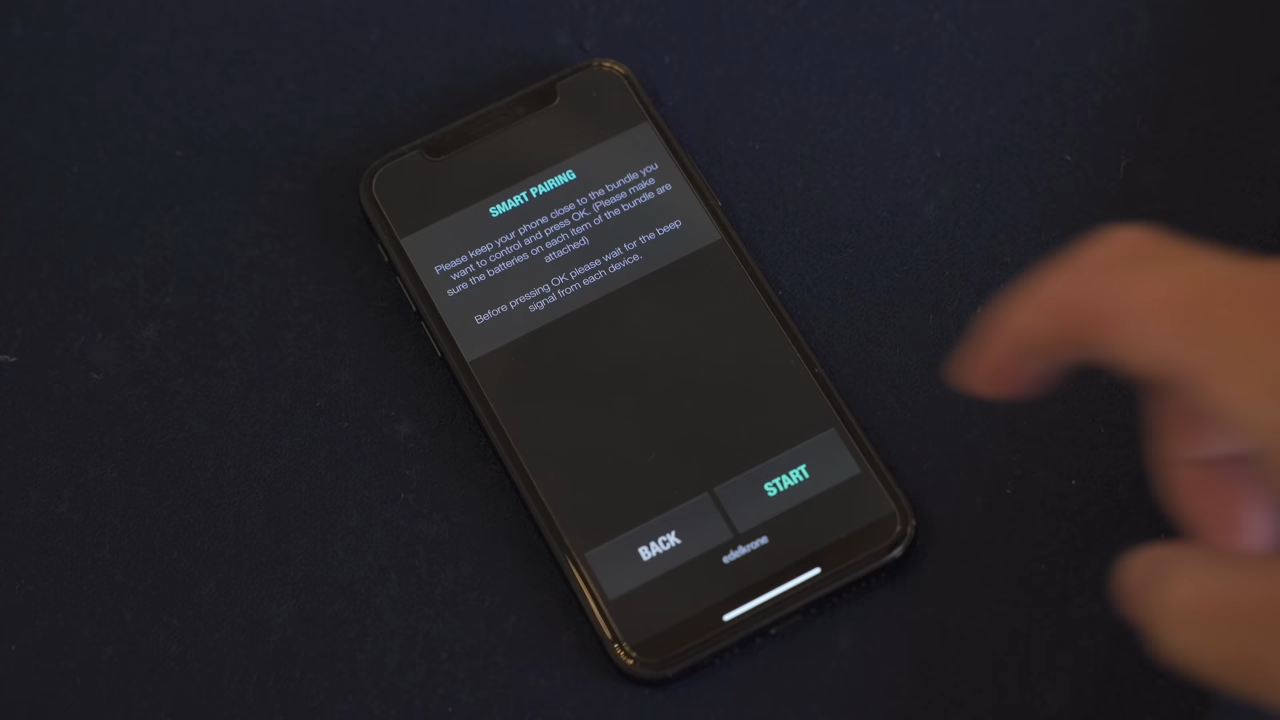 SMART PAIRING
Please keep your phone close to the bundle you
want to control and press OK. (Please make
sure the batteries on each item of the bundle are
attached)
Before pressing OK please wait for the beep
signal from each device.
BACK
START
edelkrone